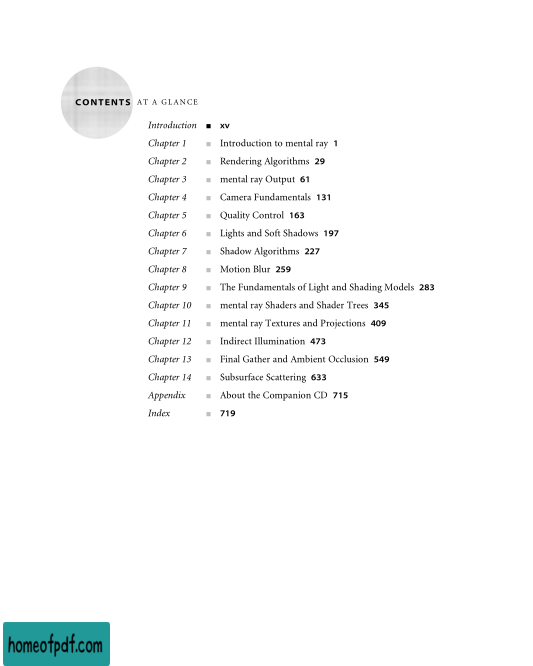 CONTENTS AT A GLANCE
Introduction ■ xv
Chapter 1 ■ Introduction to mental ray 1
Chapter 2 ■ Rendering Algorithms 29
Chapter 3 ■ mental ray Output 61
Chapter 4 ■ Camera Fundamentals 131
Chapter 5 ■ Quality Control 163
Chapter 6 ■ Lights and Soft Shadows 197
Chapter 7 ■ Shadow Algorithms 227
Chapter 8 ■ Motion Blur 259
Chapter 9 ■ The Fundamentals of Light and Shading Models 283
Chapter 10 ■ mental ray Shaders and Shader Trees 345
Chapter 11 ■ mental ray Textures and Projections 409
Chapter 12 ■ Indirect Illumination 473
Chapter 13 ■ Final Gather and Ambient Occlusion 549
Chapter 14 ■ Subsurface Scattering 633
Appendix ■ About the Companion CD 715
Index ■ 719
homeofpdf.com